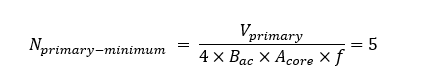 N_primary−minimum = V_primary / (4 × B_ac × A_core × f) = 5